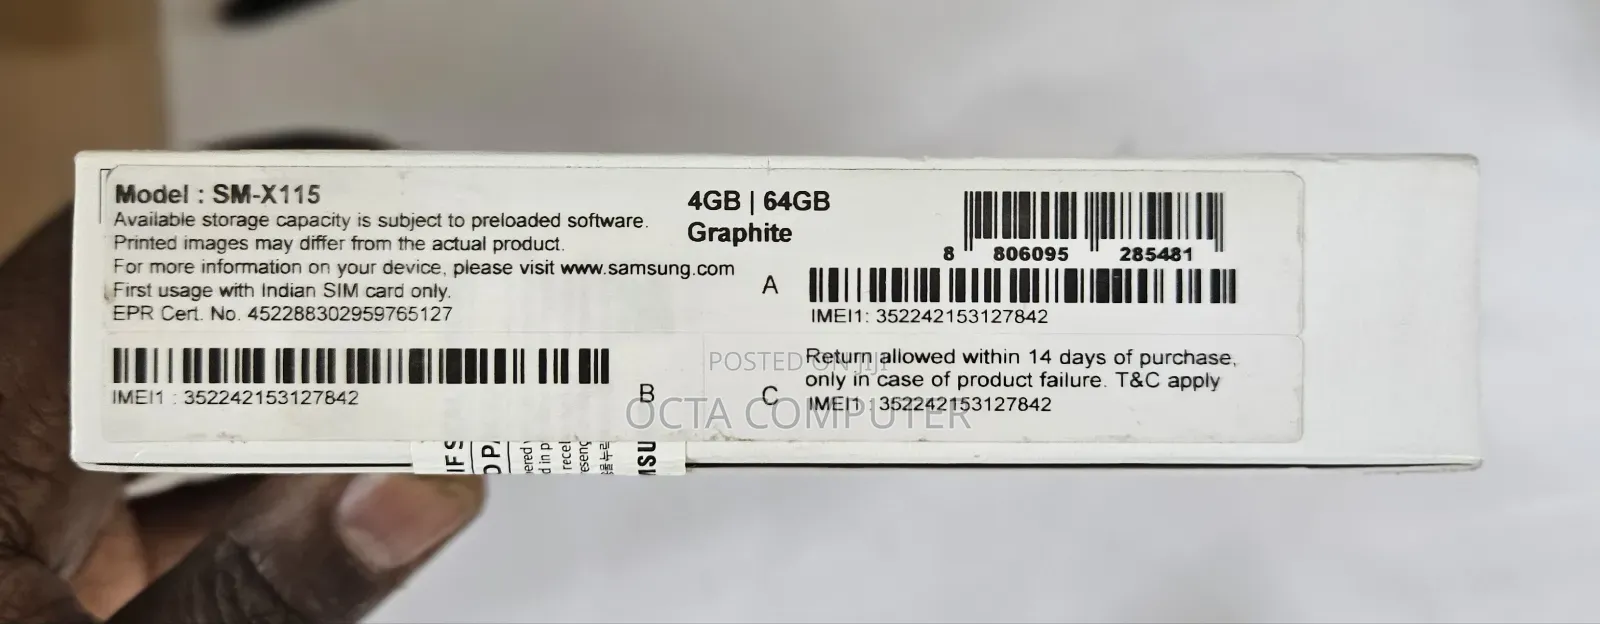 Model : SM-X115
Available storage capacity is subject to preloaded software.
Printed images may differ from the actual product.
For more information on your device, please visit www.samsung.com
First usage with Indian SIM card only.
EPR Cert. No. 452288302959765127
4GB | 64GB
Graphite
8 806095 285481
A
IMEI1: 352242153127842
IMEI1 : 352242153127842
B
C
Return allowed within 14 days of purchase,
only in case of product failure. T&C apply
IMEI1 : 352242153127842
POSTED ON JIJI
OCTA COMPUTER